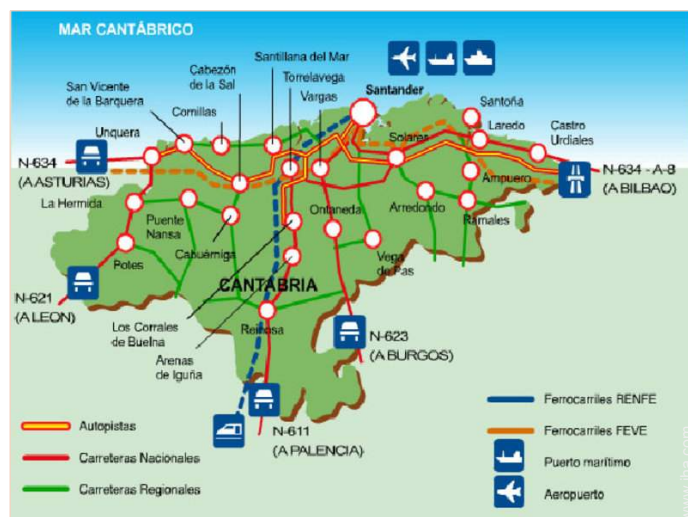 MAR CANTÁBRICO
Santillana del Mar
Cabezón
de la Sal
Torrelavega
San Vicente
de la Barquera
Vargas
Santander
Santoña
Comillas
Laredo
Unquera
Solares
Castro
Urdiales
N-634
(A ASTURIAS)
N-634 - A-8
(A BILBAO)
Ampuero
La Hermida
Puente
Nansa
Ontaneda
Arredondo
Ramales
Cabuérniga
Potes
Vega
de Pas
CANTÁBRIA
N-621
(A LEON)
Los Corrales
de Buelna
Reinosa
N-623
(A BURGOS)
Arenas
de Iguña
N-611
(A PALENCIA)
Autopistas
Carreteras Nacionales
Carreteras Regionales
Ferrocarriles RENFE
Ferrocarriles FEVE
Puerto marítimo
Aeropuerto